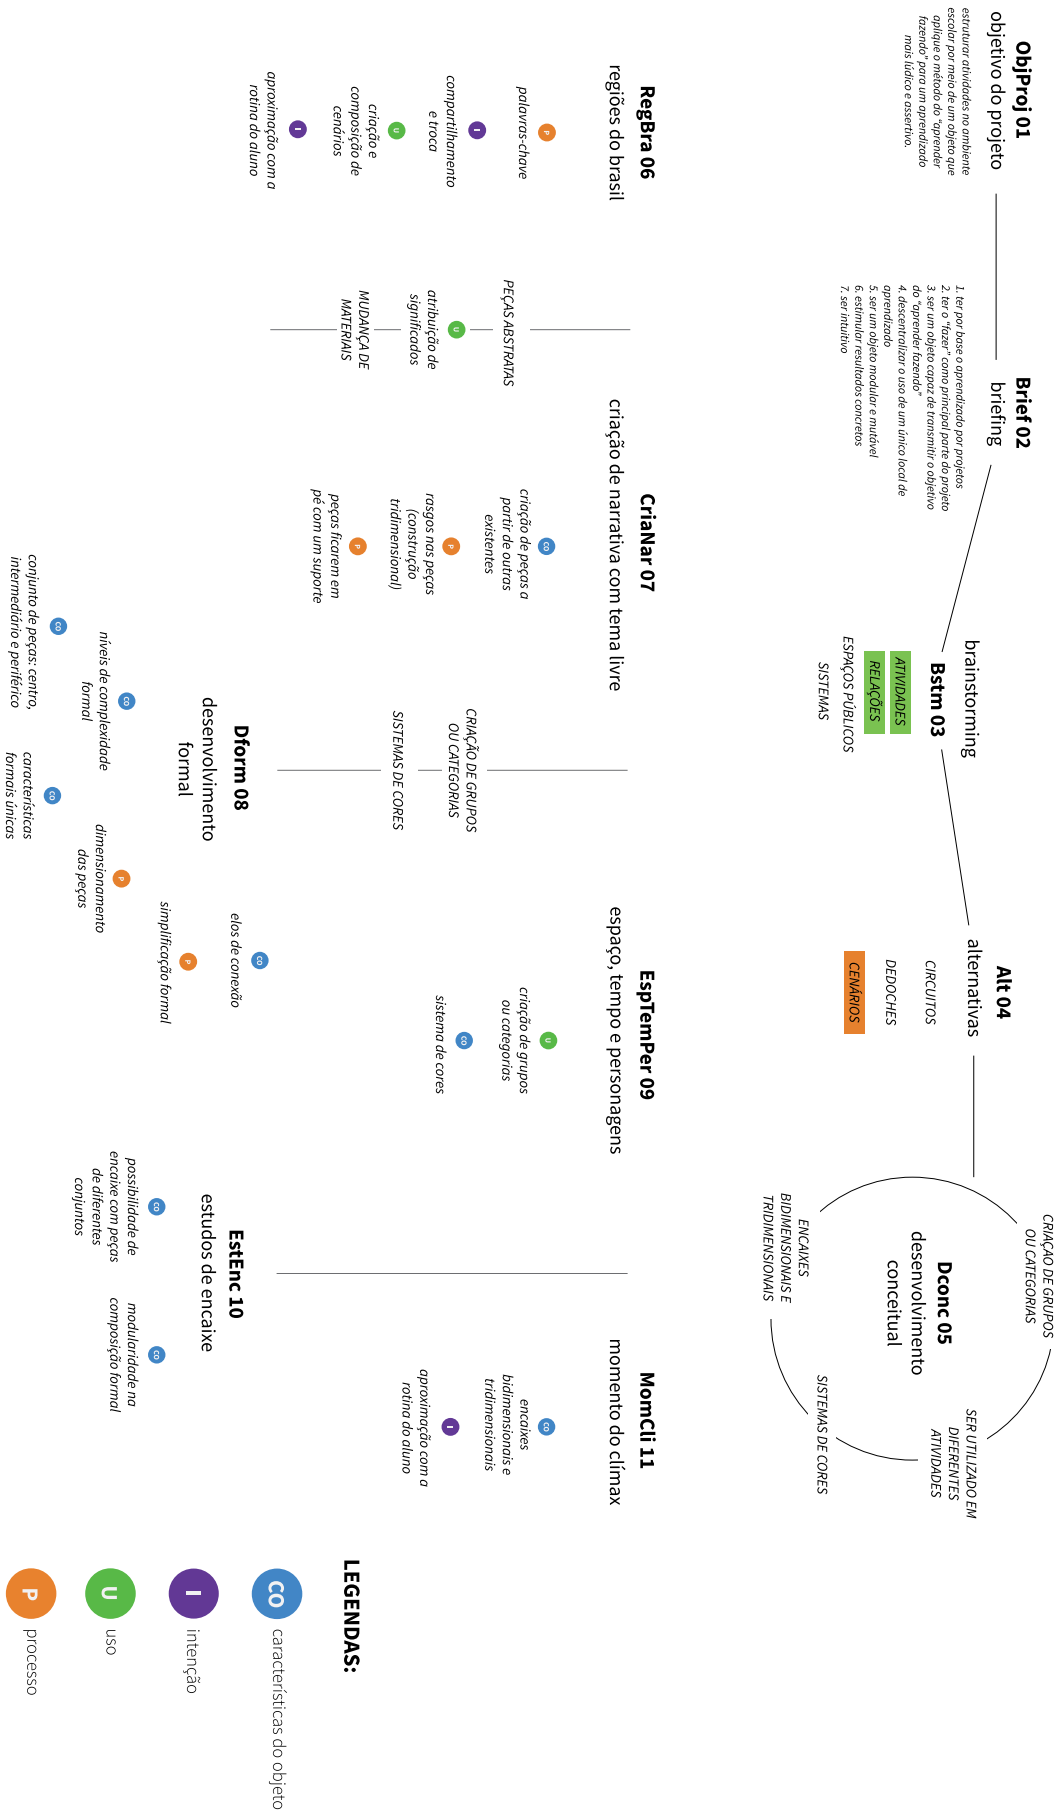 ObjProj 01
objetivo do projeto
estruturar atividades no ambiente
escolar por meio de um objeto que
aplique o método do "aprender
fazendo" para um aprendizado
mais lúdico e assertivo.
Brief 02
briefing
1. ter por base o aprendizado por projetos
2. ter o "fazer" como principal parte do projeto
3. ser um objeto capaz de transmitir o objetivo
do "aprender fazendo"
4. descentralizar o uso de um único local de
aprendizado
5. ser um objeto modular e mutável
6. estimular resultados concretos
7. ser intuitivo
brainstorming
Bstm 03
ATIVIDADES
RELAÇÕES
ESPAÇOS PÚBLICOS
SISTEMAS
Alt 04
alternativas
CIRCUITOS
DEDOCHES
CENÁRIOS
Dconc 05
desenvolvimento
conceitual
CRIAÇAO DE GRUPOS
OU CATEGORIAS
SER UTILIZADO EM
DIFERENTES
ATIVIDADES
SISTEMAS DE CORES
ENCAIXES
BIDIMENSIONAIS E
TRIDIMENSIONAIS
RegBra 06
regiões do brasil
P
palavras-chave
I
compartilhamento
e troca
U
criação e
composição de
cenários
I
aproximação com a
rotina do aluno
PEÇAS ABSTRATAS
U
atribuição de
significados
MUDANÇA DE
MATERIAIS
CriaNar 07
criação de narrativa com tema livre
CO
criação de peças a
partir de outras
existentes
P
rasgos nas peças
(construção
tridimensional)
P
peças ficarem em
pé com um suporte
CRIAÇÃO DE GRUPOS
OU CATEGORIAS
SISTEMAS DE CORES
Dform 08
desenvolvimento
formal
CO
níveis de complexidade
formal
CO
conjunto de peças: centro,
intermediário e periférico
CO
características
formais únicas
P
dimensionamento
das peças
P
simplificação formal
CO
elos de conexão
EspTemPer 09
espaço, tempo e personagens
U
criação de grupos
ou categorias
CO
sistema de cores
EstEnc 10
estudos de encaixe
CO
possibilidade de
encaixe com peças
de diferentes
conjuntos
CO
modularidade na
composição formal
MomCli 11
momento do clímax
CO
encaixes
bidimensionais e
tridimensionais
I
aproximação com a
rotina do aluno
LEGENDAS:
CO características do objeto
I intenção
U uso
P processo